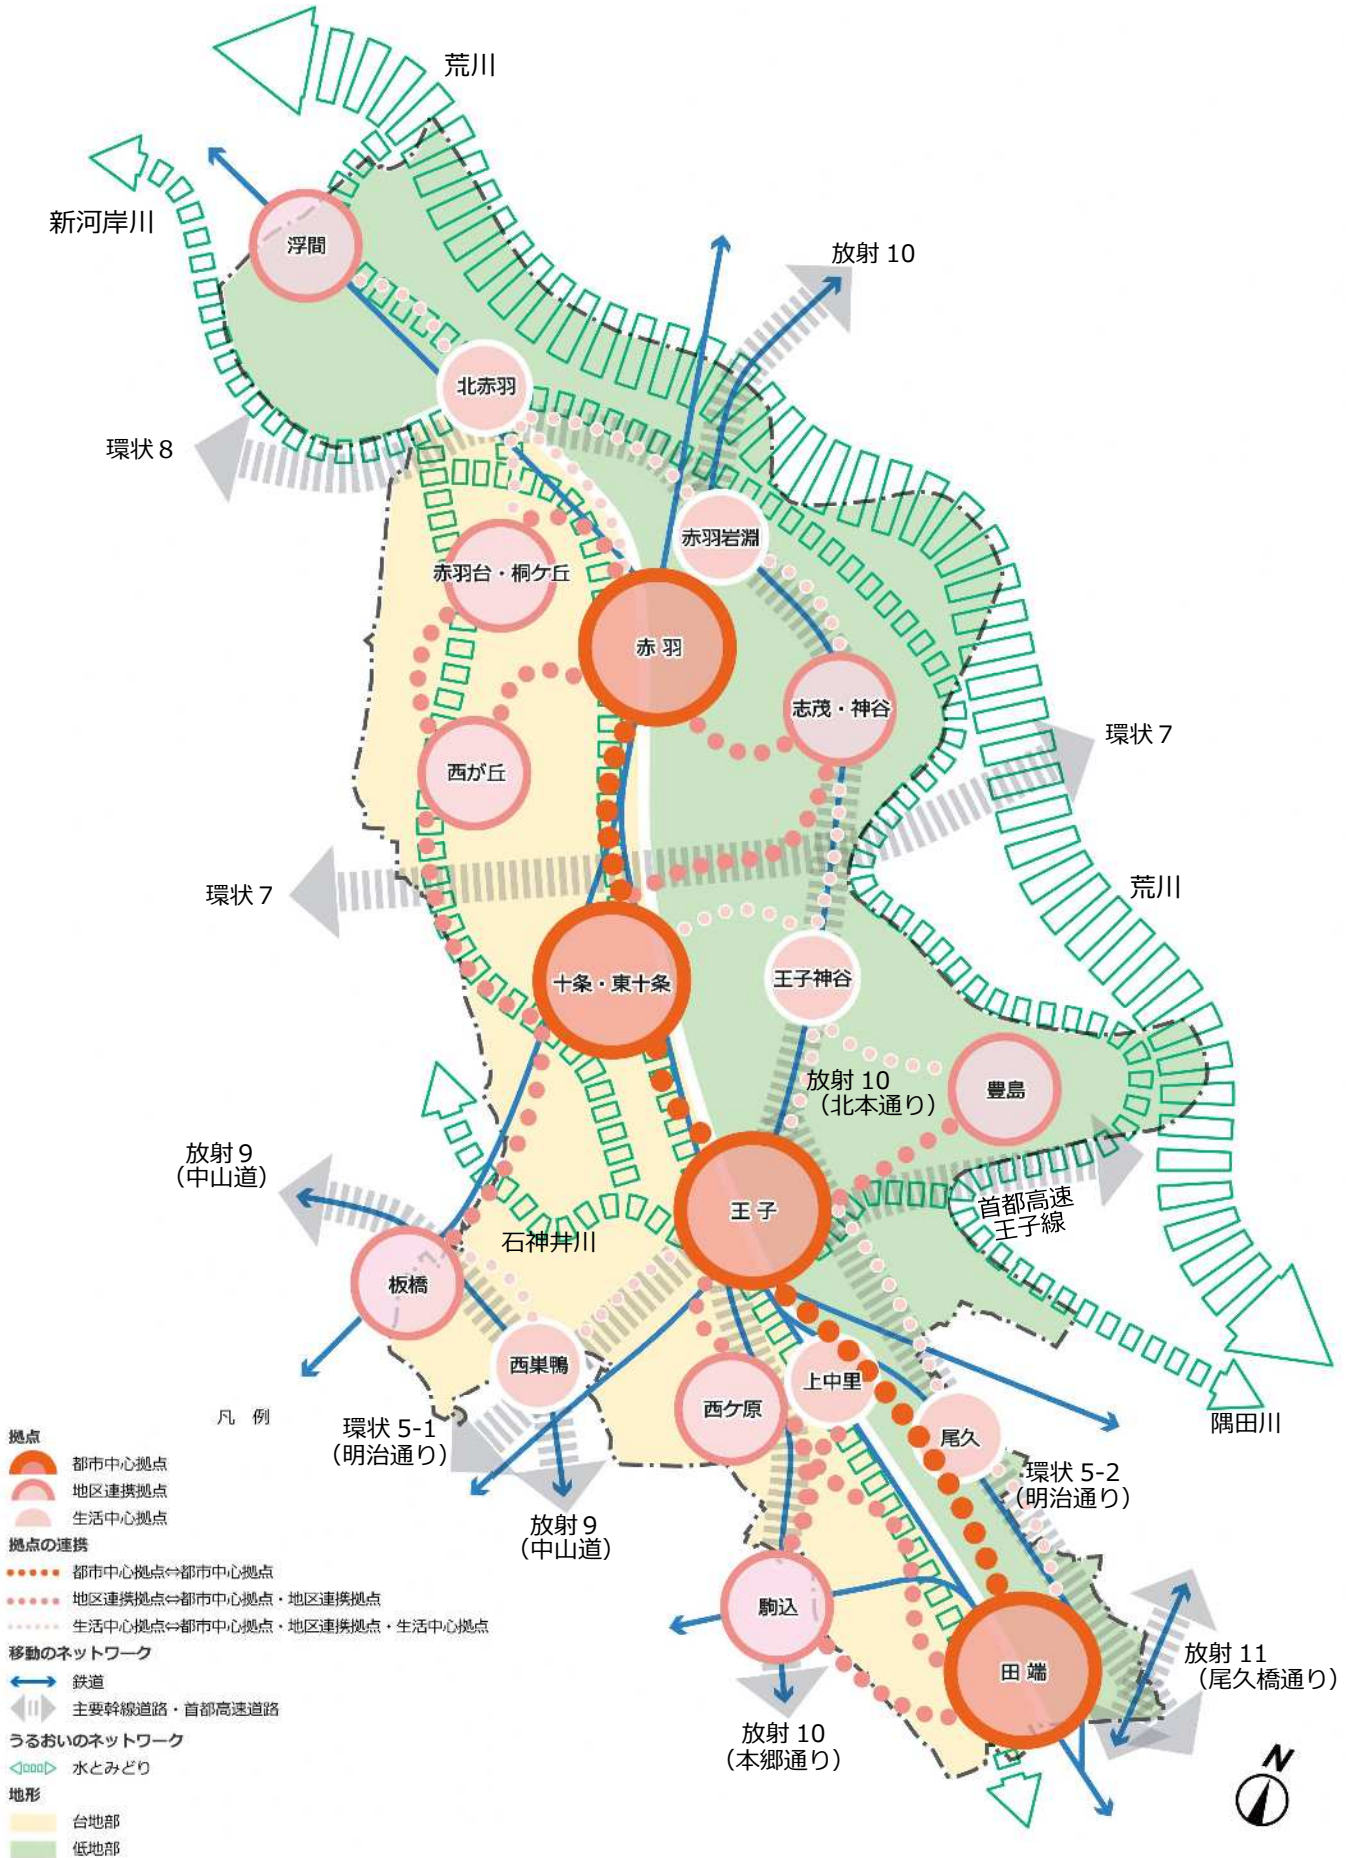 荒川
新河岸川
浮間
放射 10
北赤羽
環状 8
赤羽岩淵
赤羽台・桐ケ丘
赤 羽
志茂・神谷
環状 7
西が丘
環状 7
荒川
十条・東十条
王子神谷
放射 10
（北本通り）
豊島
放射 9
（中山道）
王 子
首都高速
王子線
石神井川
板橋
西巣鴨
上中里
西ケ原
尾久
隅田川
環状 5-1
（明治通り）
環状 5-2
（明治通り）
放射 9
（中山道）
駒込
田 端
放射 11
（尾久橋通り）
放射 10
（本郷通り）
N
凡 例
拠点
都市中心拠点
地区連携拠点
生活中心拠点
拠点の連携
都市中心拠点⇔都市中心拠点
地区連携拠点⇔都市中心拠点・地区連携拠点
生活中心拠点⇔都市中心拠点・地区連携拠点・生活中心拠点
移動のネットワーク
鉄道
主要幹線道路・首都高速道路
うるおいのネットワーク
水とみどり
地形
台地部
低地部